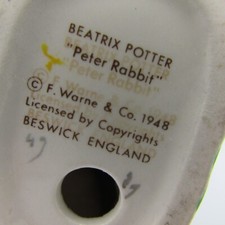 BEATRIX POTTER
"Peter Rabbit"
© F. Warne & Co. 1948
Licensed by Copyrights
BESWICK ENGLAND